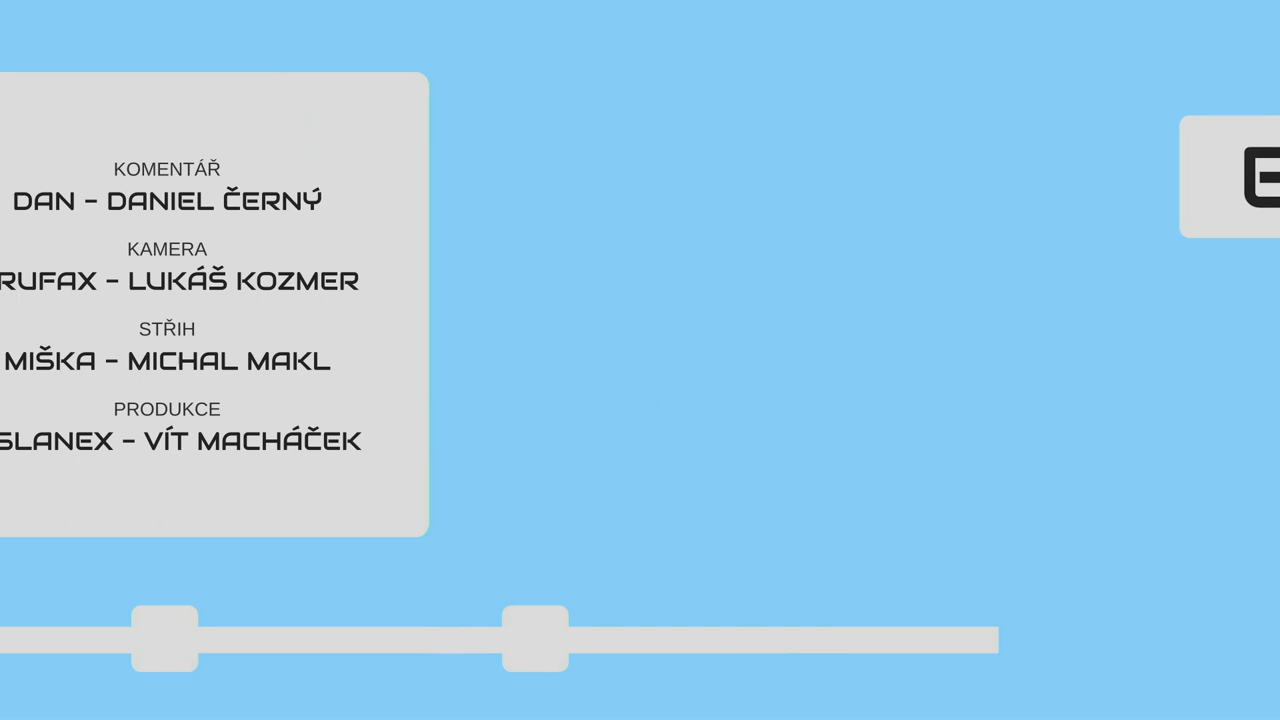 KOMENTÁŘ
DAN - DANIEL ČERNÝ
KAMERA
RUFAX - LUKÁŠ KOZMER
STŘIH
MIŠKA - MICHAL MAKL
PRODUKCE
SLANEX - VÍT MACHÁČEK